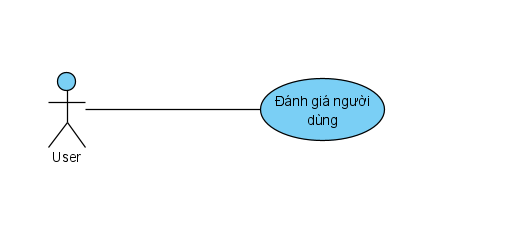 Đánh giá người
dùng
User